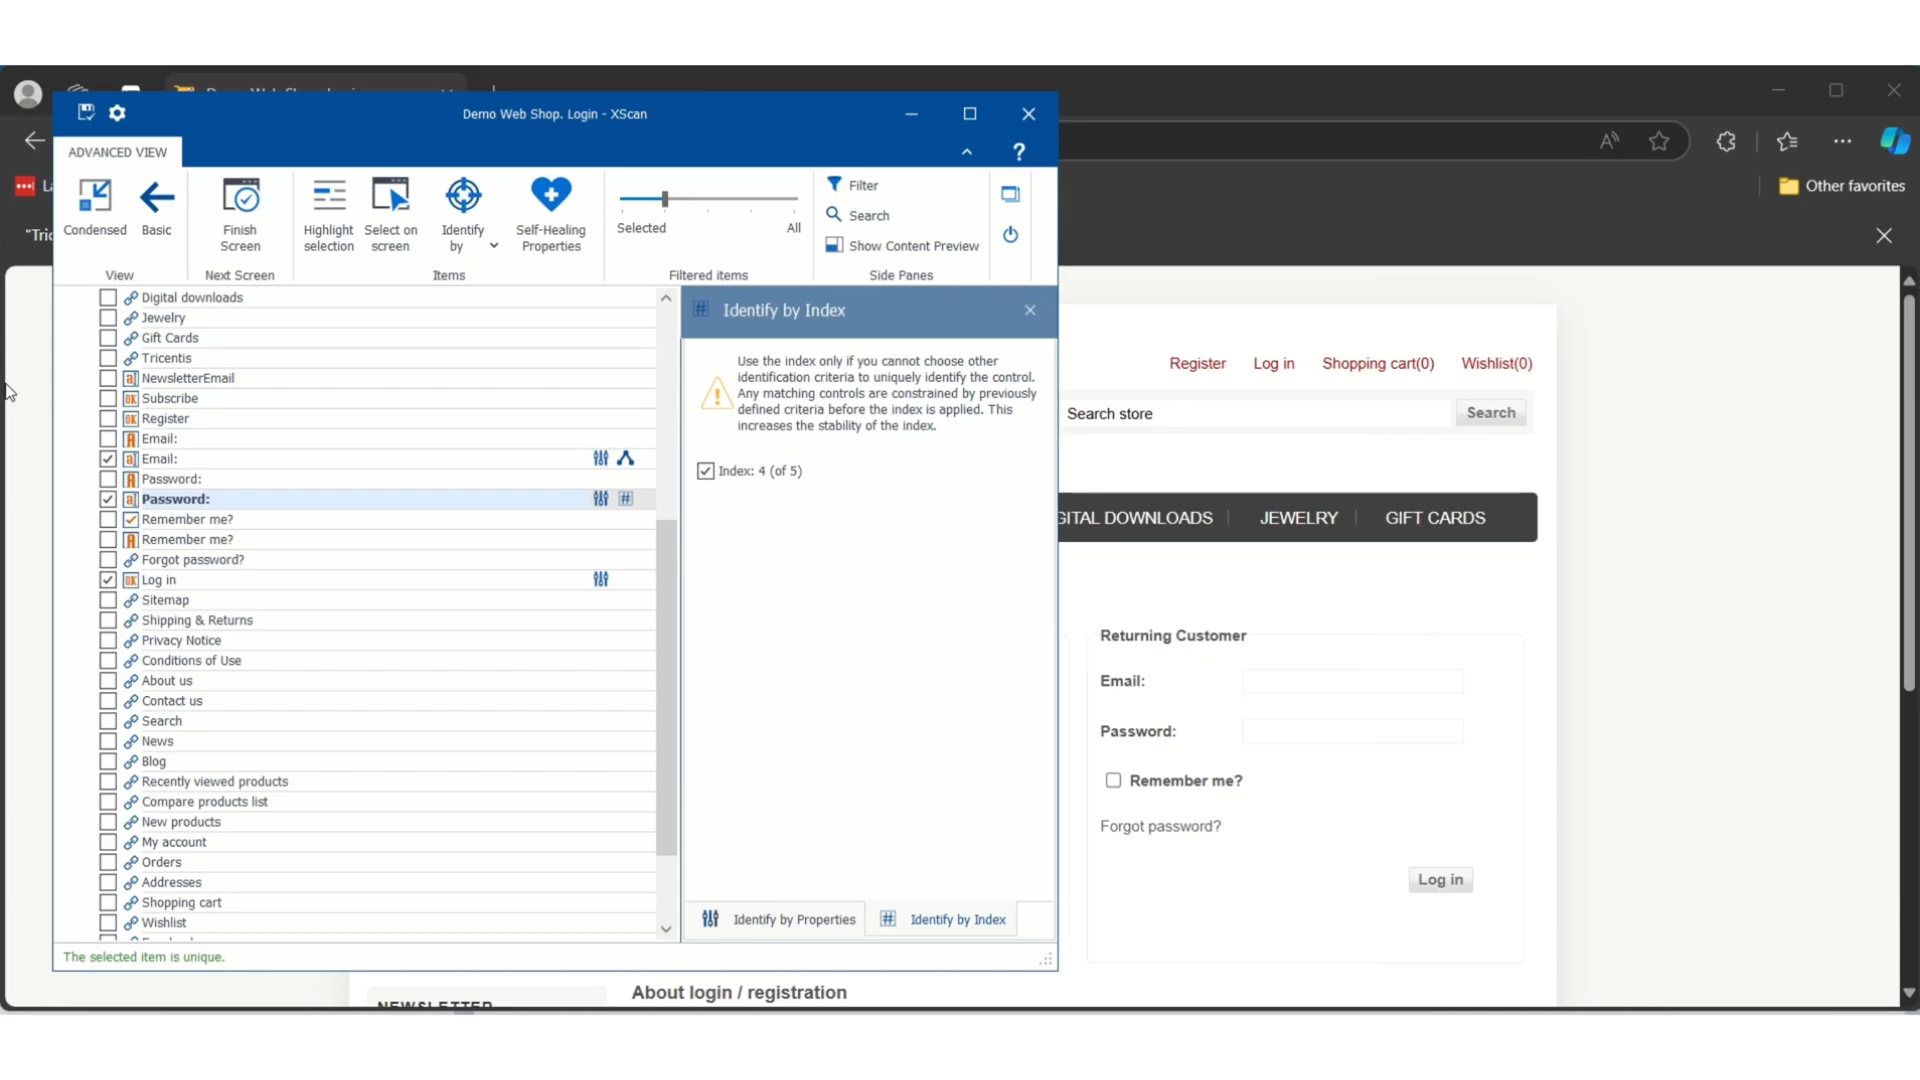 Demo Web Shop. Login - XScan
ADVANCED VIEW
?
Other favorites
"Tric
Condensed
Basic
Finish
Screen
Highlight
selection
Select on
screen
Identify
by
Self-Healing
Properties
Selected
All
Filter
Search
Show Content Preview
View
Next Screen
Items
Filtered items
Side Panes
Digital downloads
Jewelry
Gift Cards
Tricentis
NewsletterEmail
Subscribe
Register
Email:
Email:
Password:
Password:
Remember me?
Remember me?
Forgot password?
Log in
Sitemap
Shipping & Returns
Privacy Notice
Conditions of Use
About us
Contact us
Search
News
Blog
Recently viewed products
Compare products list
New products
My account
Orders
Addresses
Shopping cart
Wishlist
Identify by Index
Use the index only if you cannot choose other
identification criteria to uniquely identify the control.
Any matching controls are constrained by previously
defined criteria before the index is applied. This
increases the stability of the index.
Index: 4 (of 5)
Identify by Properties
Identify by Index
The selected item is unique.
Register
Log in
Shopping cart(0)
Wishlist(0)
Search store
Search
GITAL DOWNLOADS
JEWELRY
GIFT CARDS
Returning Customer
Email:
Password:
Remember me?
Forgot password?
Log in
NEWSLETTER
About login / registration